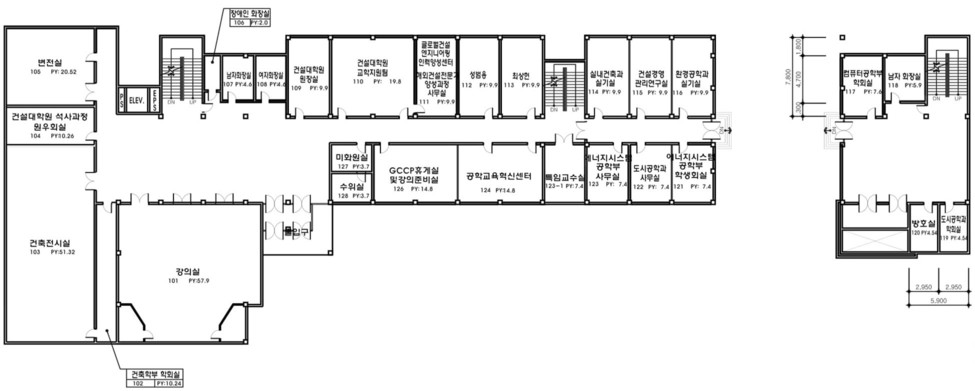 장애인 화장실
106 PY:2.0
변전실
105 PY: 20.52
건설대학원 석사과정
원우회실
104 PY:10.26
건축전시실
103 PY:51.32
강의실
101 PY:57.9
건축학부 학회실
102 PY:10.24
P
S
ELEV.
E
P
S
DN
UP
남자화장실
107 PY:4.6
여자화장실
108 PY:4.8
건설대학원
원장실
109 PY:9.9
건설대학원
교학지원팀
110 PY: 19.8
글로벌건설
엔지니어링
인력양성센터
해외건설전문가
양성과정
사무실
111 PY:9.9
성범용
112 PY:9.9
최상현
113 PY:9.9
DN
UP
실내건축과
실기실
114 PY:9.9
건설경영
관리연구실
115 PY:9.9
환경공학과
실기실
116 PY:9.9
미화원실
127 PY:3.7
수위실
128 PY:3.7
GCCP휴게실
및강의준비실
126 PY:14.8
공학교육혁신센터
124 PY:14.8
특임교수실
123-1 PY:7.4
에너지시스템
공학부
사무실
123 PY: 7.4
도시공학과
사무실
122 PY: 7.4
에너지시스템
공학부
학생회실
121 PY: 7.4
출입구
7,800
1,800
4,700
300
컴퓨터공학부
학회실
117 PY:7.6
남자 화장실
118 PY:5.9
DN
UP
방호실
120 PY:4.54
도시공학과
학회실
119 PY:4.54
2,950
2,950
5,900